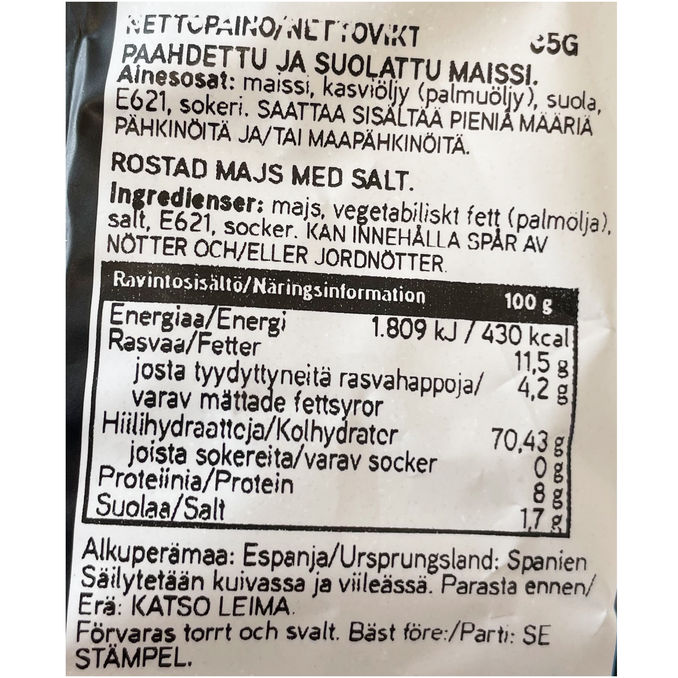 NETTOPAINO/NETTOVIKT 35G
PAAHDETTU JA SUOLATTU MAISSI.
Ainesosat: maissi, kasviöljy (palmuöljy), suola,
E621, sokeri. SAATTAA SISÄLTÄÄ PIENIÄ MÄÄRIÄ
PÄHKINÖITÄ JA/TAI MAAPÄHKINÖITÄ.
ROSTAD MAJS MED SALT.
Ingredienser: majs, vegetabiliskt fett (palmolja),
salt, E621, socker. KAN INNEHÅLLA SPÅR AV
NÖTTER OCH/ELLER JORDNÖTTER.
Ravintosisältö/Näringsinformation 100 g
Energiaa/Energi 1.809 kJ / 430 kcal
Rasvaa/Fetter 11,5 g
josta tyydyttyneitä rasvahappoja/ 4,2 g
varav mättade fettsyror
Hiilihydraatteja/Kolhydrater 70,43 g
joista sokereita/varav socker 0 g
Proteiinia/Protein 8 g
Suolaa/Salt 1,7 g
Alkuperämaa: Espanja/Ursprungsland: Spanien
Säilytetään kuivassa ja viileässä. Parasta ennen/
Erä: KATSO LEIMA.
Förvaras torrt och svalt. Bäst före:/Parti: SE
STÄMPEL.